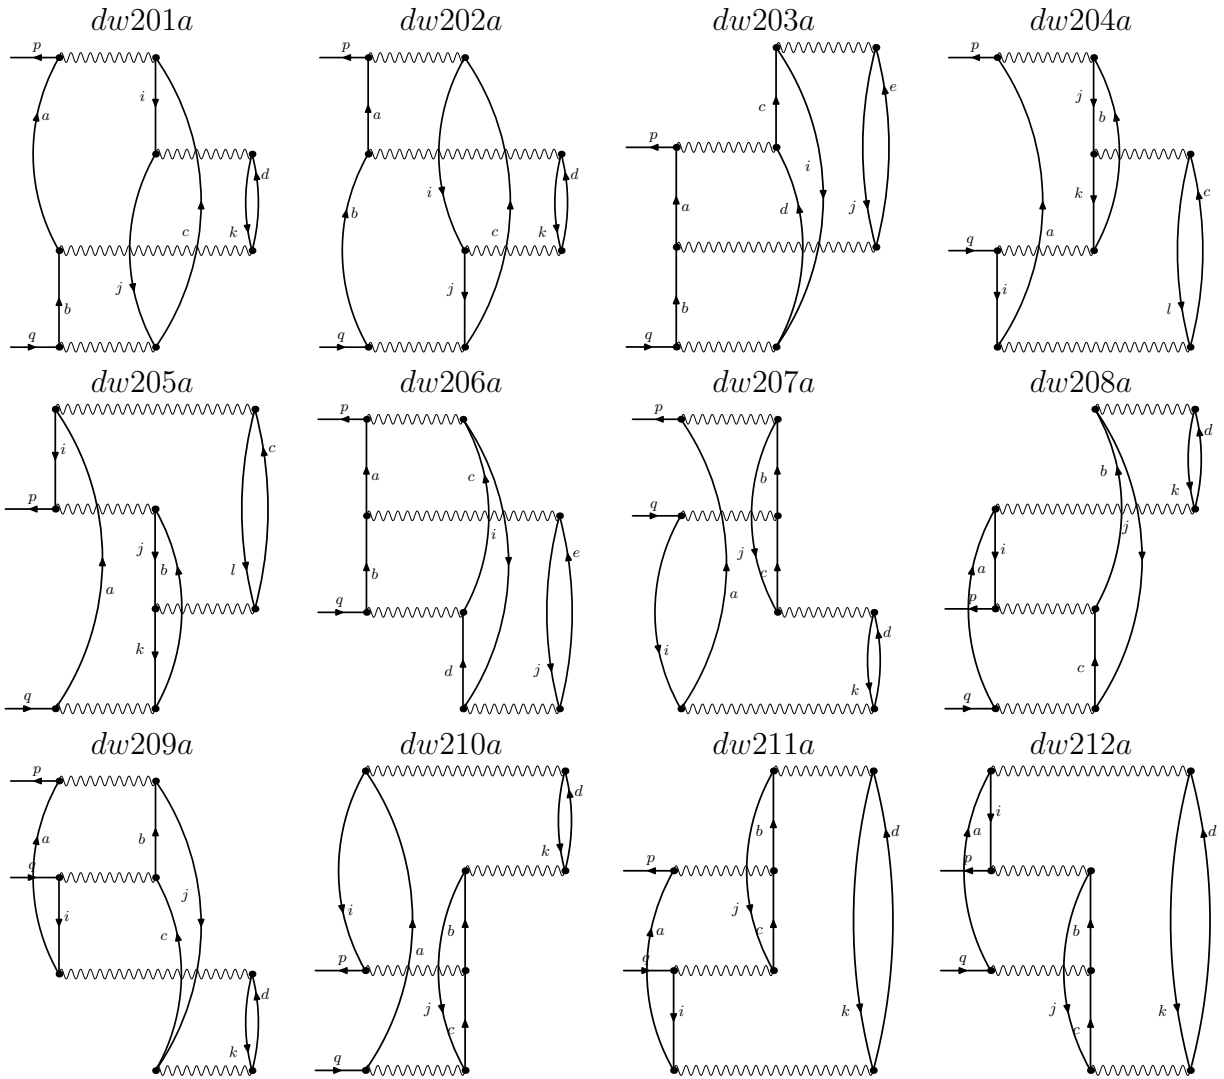 dw201a dw202a dw203a dw204a
p i a c d k j b q
p a i d b c k j q
c e p i a d j b q
p j b k c q a i l
dw205a dw206a dw207a dw208a
i c p j b l a k q
p a c i e b q d j
p b q j c a i d k
d b k j i a p c q
dw209a dw210a dw211a dw212a
p a b q j i c d k
d k i a b p j c q
b p j d a c q i k
i a d p b q j c k